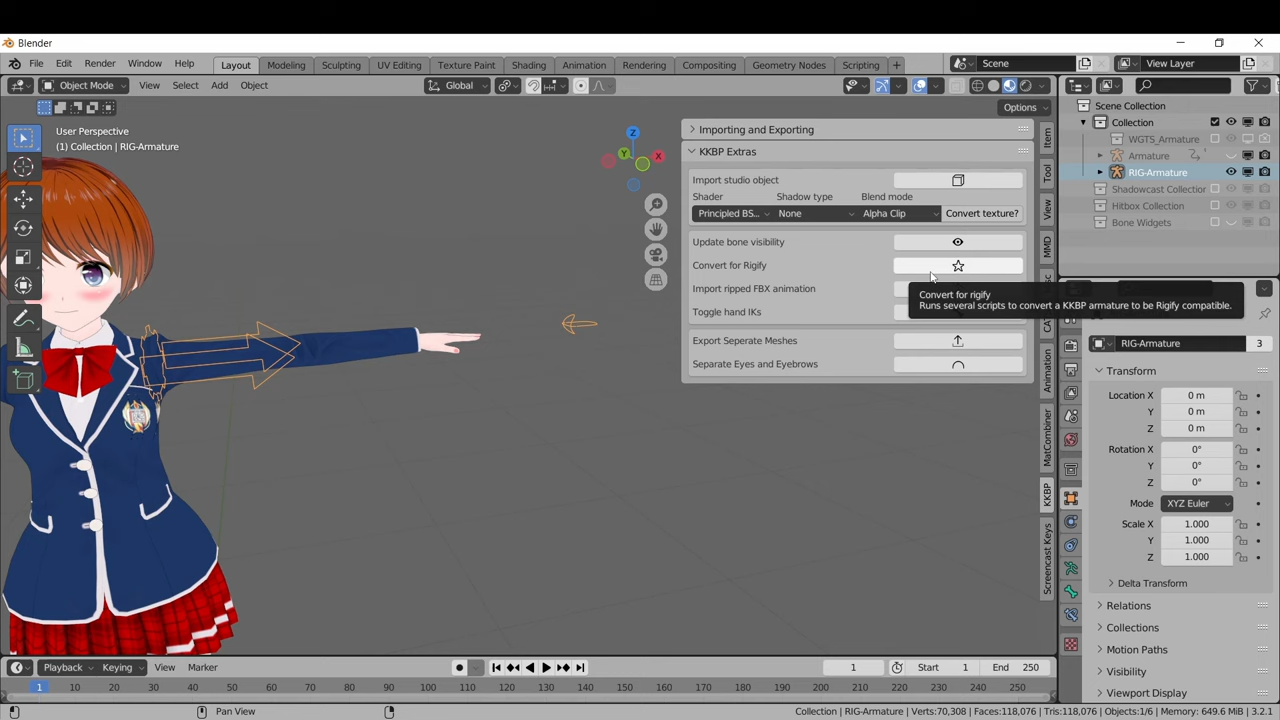 Blender
File Edit Render Window Help Layout Modeling Sculpting UV Editing Texture Paint Shading Animation Rendering Compositing Geometry Nodes Scripting + Scene View Layer
Object Mode View Select Add Object Global
Options
User Perspective
(1) Collection | RIG-Armature
Z
Y
X
Importing and Exporting
KKBP Extras
Import studio object
Shader Shadow type Blend mode
Principled BS... None Alpha Clip Convert texture?
Update bone visibility
Convert for Rigify
Import ripped FBX animation
Toggle hand IKs
Export Seperate Meshes
Separate Eyes and Eyebrows
Convert for rigify
Runs several scripts to convert a KKBP armature to be Rigify compatible.
Item
Tool
View
MMD
Animation
MatCombiner
KKBP
Screencast Keys
Scene Collection
Collection
WGTS_Armature
Armature
RIG-Armature
Shadowcast Collection
Hitbox Collection
Bone Widgets
RIG-Armature 3
Transform
Location X 0 m
Y 0 m
Z 0 m
Rotation X 0°
Y 0°
Z 0°
Mode XYZ Euler
Scale X 1.000
Y 1.000
Z 1.000
Delta Transform
Relations
Collections
Motion Paths
Visibility
Viewport Display
Playback Keying View Marker 1 Start 1 End 250
1 10 20 30 40 50 60 70 80 90 100 110 120 130 140 150 160 170 180 190 200 210 220 230 240 250
Pan View Collection | RIG-Armature | Verts:70,308 | Faces:118,076 | Tris:118,076 | Objects:1/6 | Memory: 649.6 MiB | 3.2.1